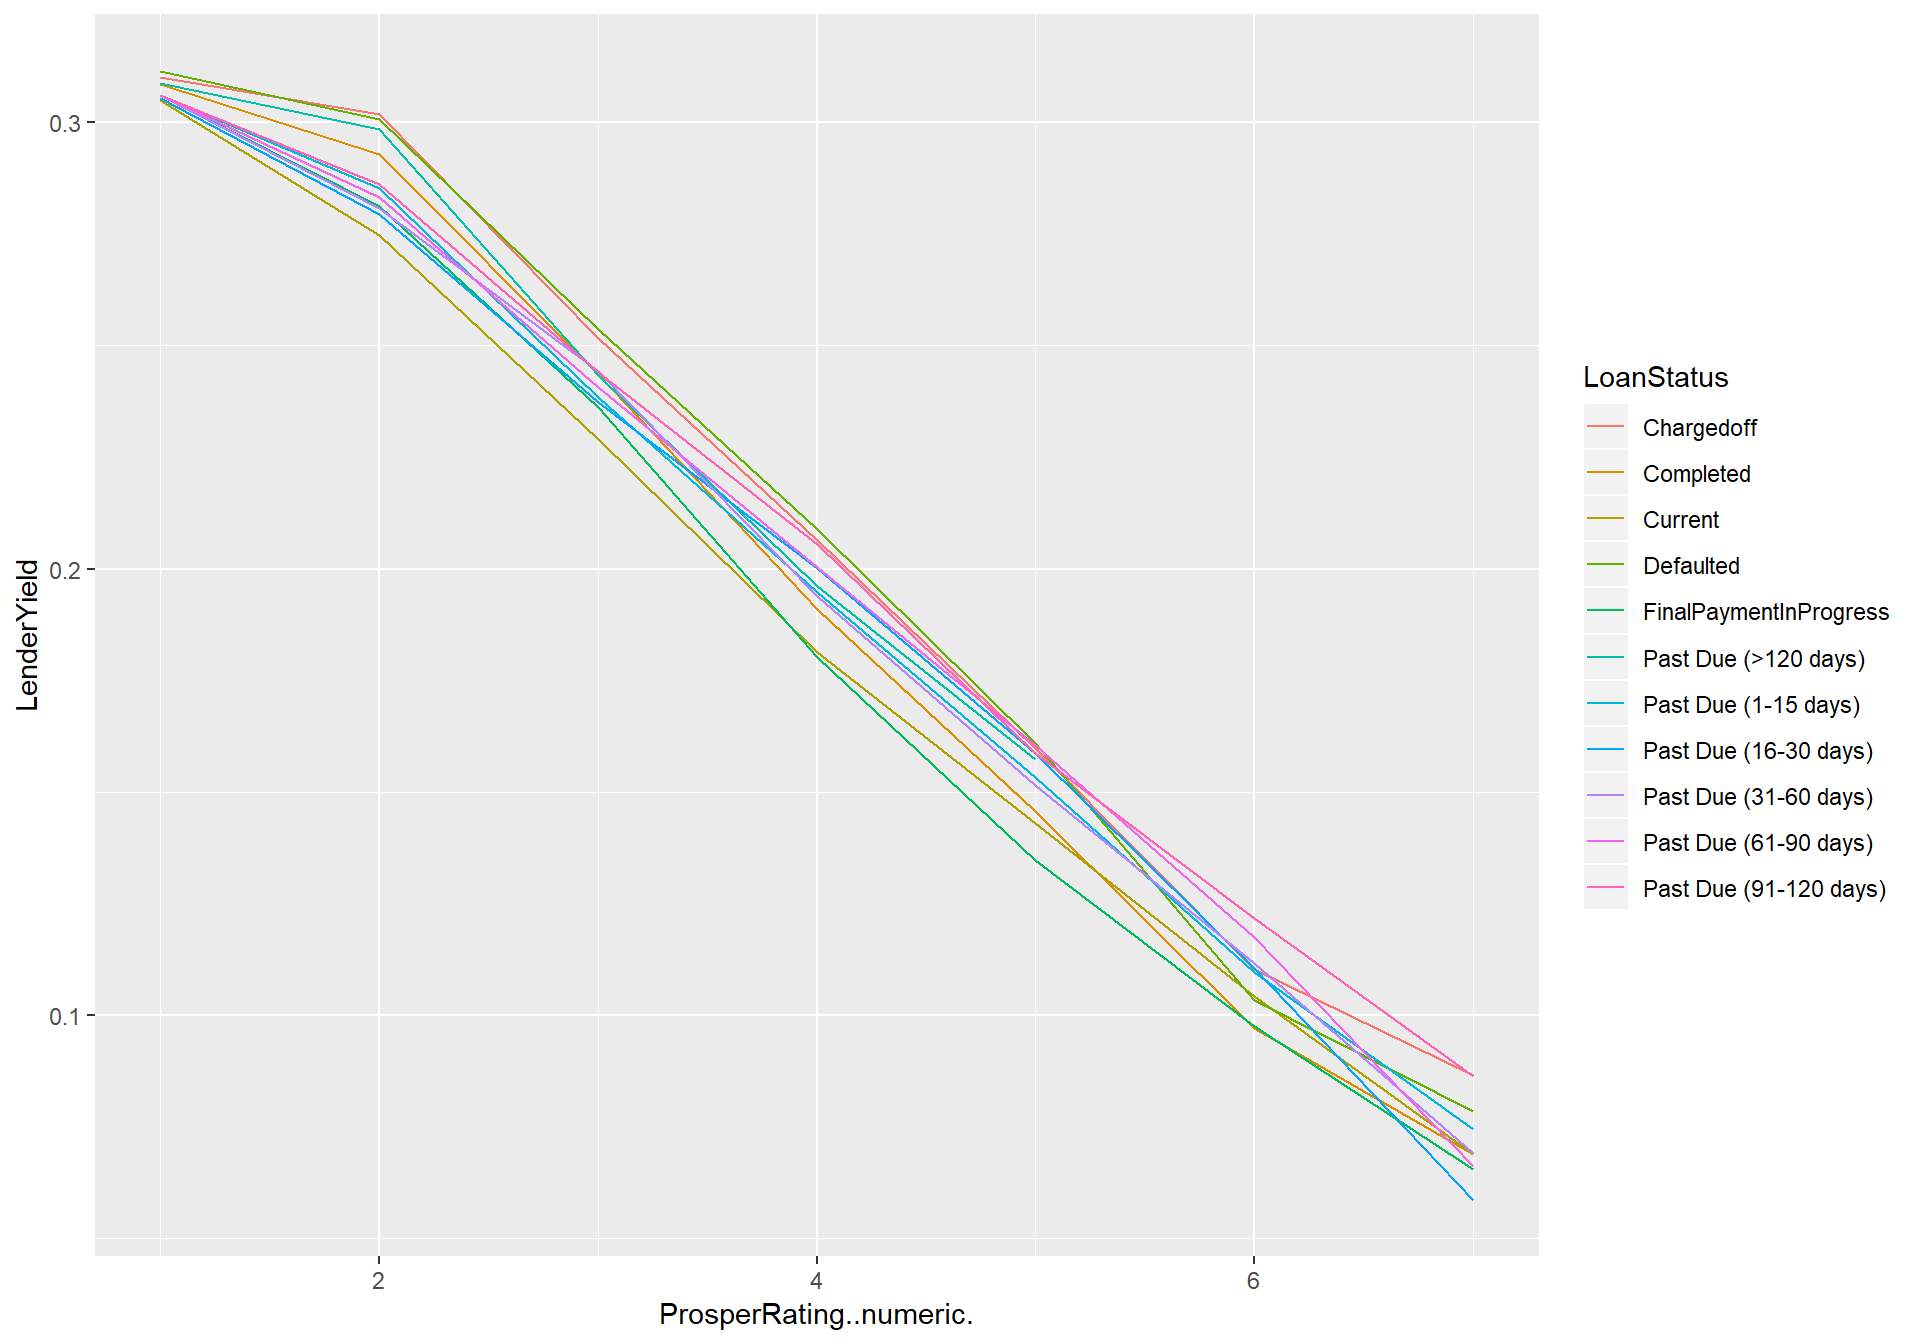 0.3
0.2
0.1
LenderYield
2
4
6
ProsperRating..numeric.
LoanStatus
Chargedoff
Completed
Current
Defaulted
FinalPaymentInProgress
Past Due (>120 days)
Past Due (1-15 days)
Past Due (16-30 days)
Past Due (31-60 days)
Past Due (61-90 days)
Past Due (91-120 days)